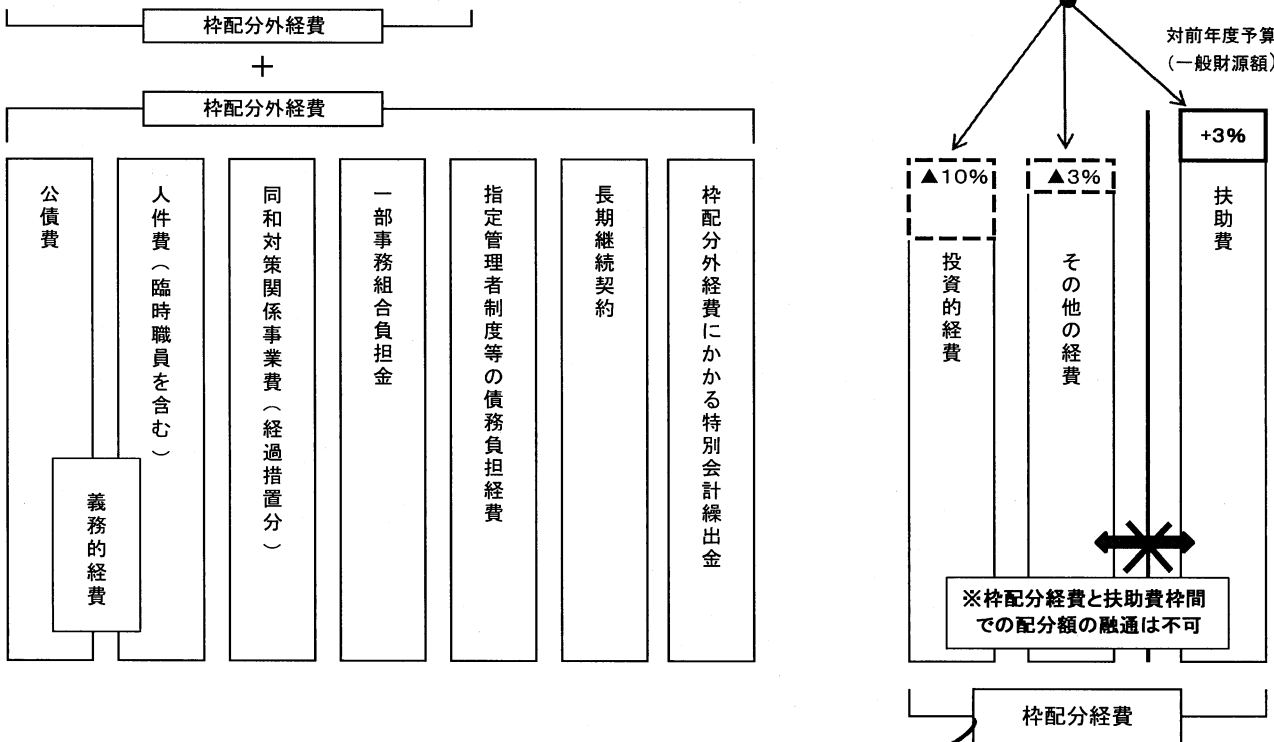 枠配分外経費
+
枠配分外経費
公債費
人件費（臨時職員を含む）
同和対策関係事業費（経過措置分）
一部事務組合負担金
指定管理者制度等の債務負担経費
長期継続契約
枠配分外経費にかかる特別会計繰出金
義務的経費
対前年度予算
（一般財源額）
▲10%
▲3%
+3%
投資的経費
その他の経費
扶助費
※枠配分経費と扶助費枠間
での配分額の融通は不可
枠配分経費